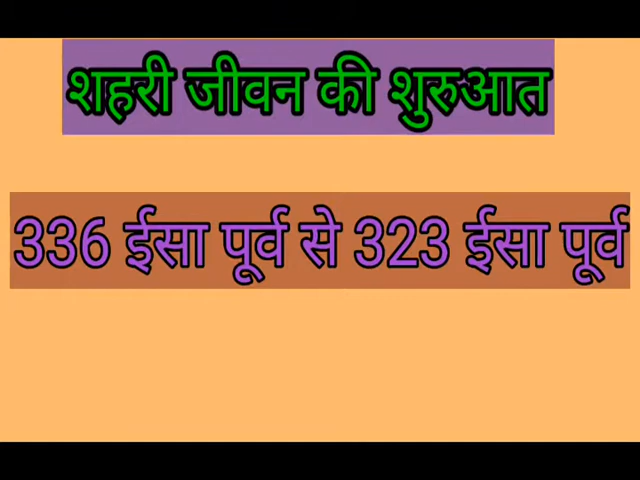 शहरी जीवन की शुरुआत
336 ईसा पूर्व से 323 ईसा पूर्व